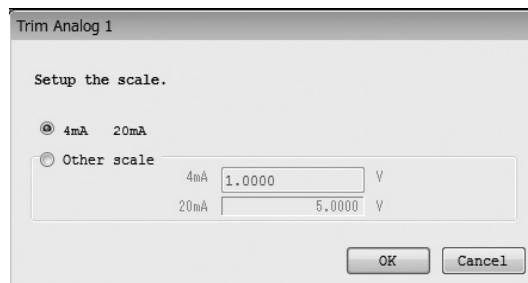 Trim Analog 1
Setup the scale.
4mA 20mA
Other scale
4mA 1.0000 V
20mA 5.0000 V
OK Cancel